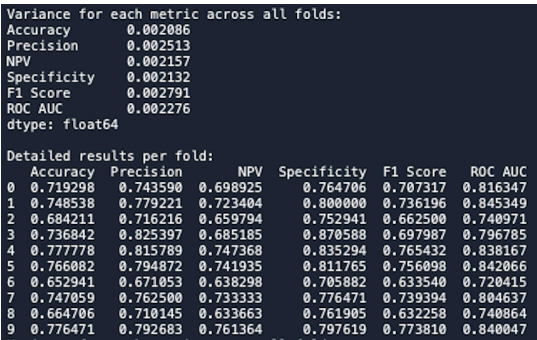 Variance for each metric across all folds:
Accuracy 0.002086
Precision 0.002513
NPV 0.002157
Specificity 0.002132
F1 Score 0.002791
ROC AUC 0.002276
dtype: float64
Detailed results per fold:
Accuracy Precision NPV Specificity F1 Score ROC AUC
0 0.719298 0.743590 0.698925 0.764706 0.707317 0.816347
1 0.748538 0.779221 0.723404 0.800000 0.736196 0.845349
2 0.684211 0.716216 0.659794 0.752941 0.662500 0.740971
3 0.736842 0.825397 0.685185 0.870588 0.697987 0.796785
4 0.777778 0.815789 0.747368 0.835294 0.765432 0.838167
5 0.766082 0.794872 0.741935 0.811765 0.756098 0.842066
6 0.652941 0.671053 0.638298 0.705882 0.633540 0.720415
7 0.747059 0.762500 0.733333 0.776471 0.739394 0.804637
8 0.664706 0.710145 0.633663 0.761905 0.632258 0.740864
9 0.776471 0.792683 0.761364 0.797619 0.773810 0.840047